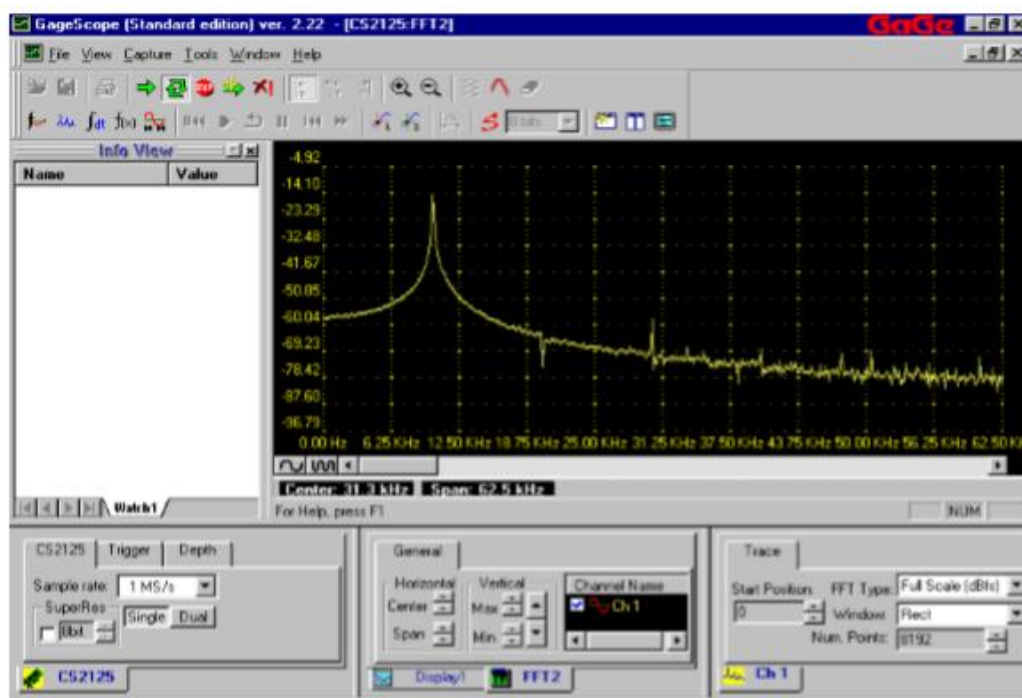 GageScope (Standard edition) ver. 2.22 - [CS2125:FFT2]
GaGe
File View Capture Tools Window Help
Info View
Name Value
-4.92
-14.10
-23.29
-32.48
-41.67
-50.85
-60.04
-69.23
-78.42
-87.60
-96.79
0.00 Hz 6.25 KHz 12.50 KHz 18.75 KHz 25.00 KHz 31.25 KHz 37.50 KHz 43.75 KHz 50.00 KHz 56.25 KHz 62.50 KHz
Center: 31.3 kHz Span: 62.5 kHz
Watch1
For Help, press F1 NUM
CS2125 Trigger Depth
Sample rate: 1 MS/s
SuperRes
8bit Single Dual
CS2125
General
Horizontal Vertical Channel Name
Center Max Ch 1
Span Min
Display1 FFT2
Trace
Start Position: FFT Type: Full Scale (dBfs)
0 Window: Rect
Num. Points: 8192
Ch 1